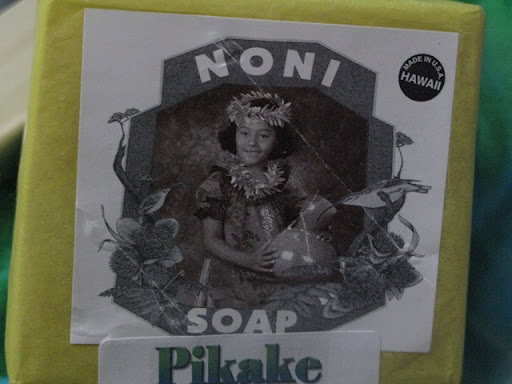 NONI
MADE IN U.S.A.
HAWAII
SOAP
Pikake